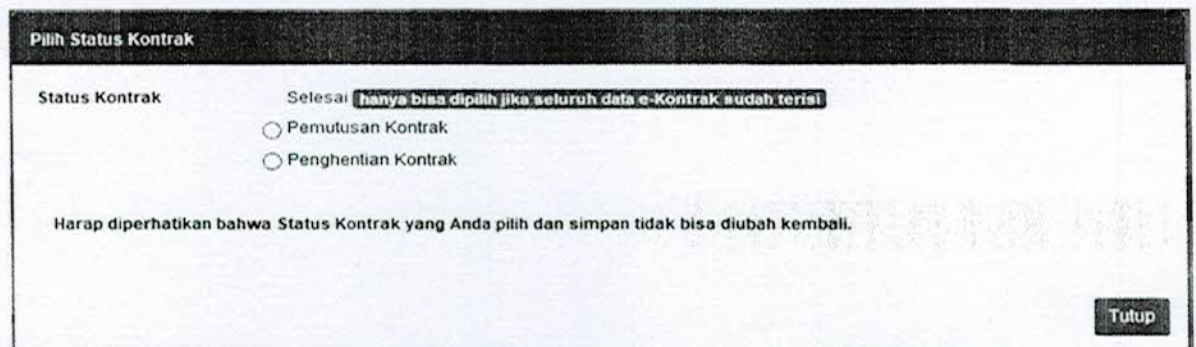 Pilih Status Kontrak
Status Kontrak
Selesai hanya bisa dipilih jika seluruh data e-Kontrak sudah terisi
Pemutusan Kontrak
Penghentian Kontrak
Harap diperhatikan bahwa Status Kontrak yang Anda pilih dan simpan tidak bisa diubah kembali.
Tutup